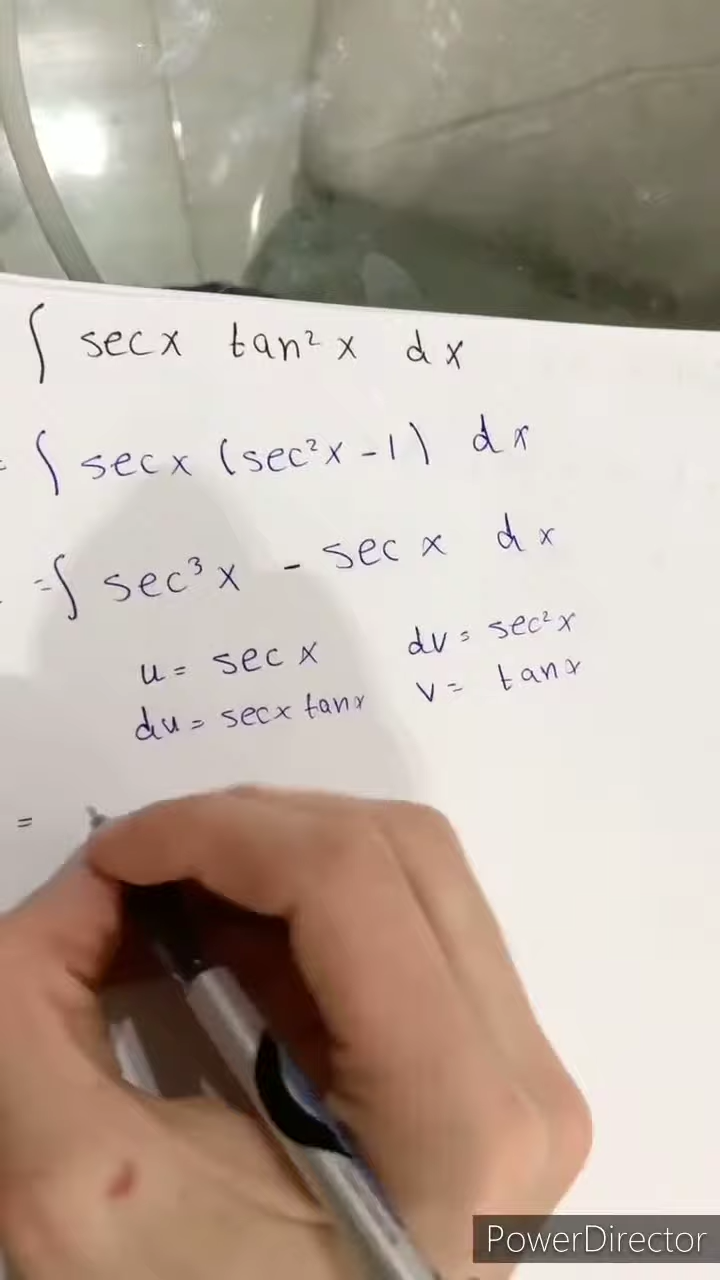 ∫ sec x tan² x dx
= ∫ sec x (sec² x - 1) dx
= ∫ sec³ x - sec x dx
u = sec x dv = sec² x
du = sec x tan x v = tan x
=
PowerDirector